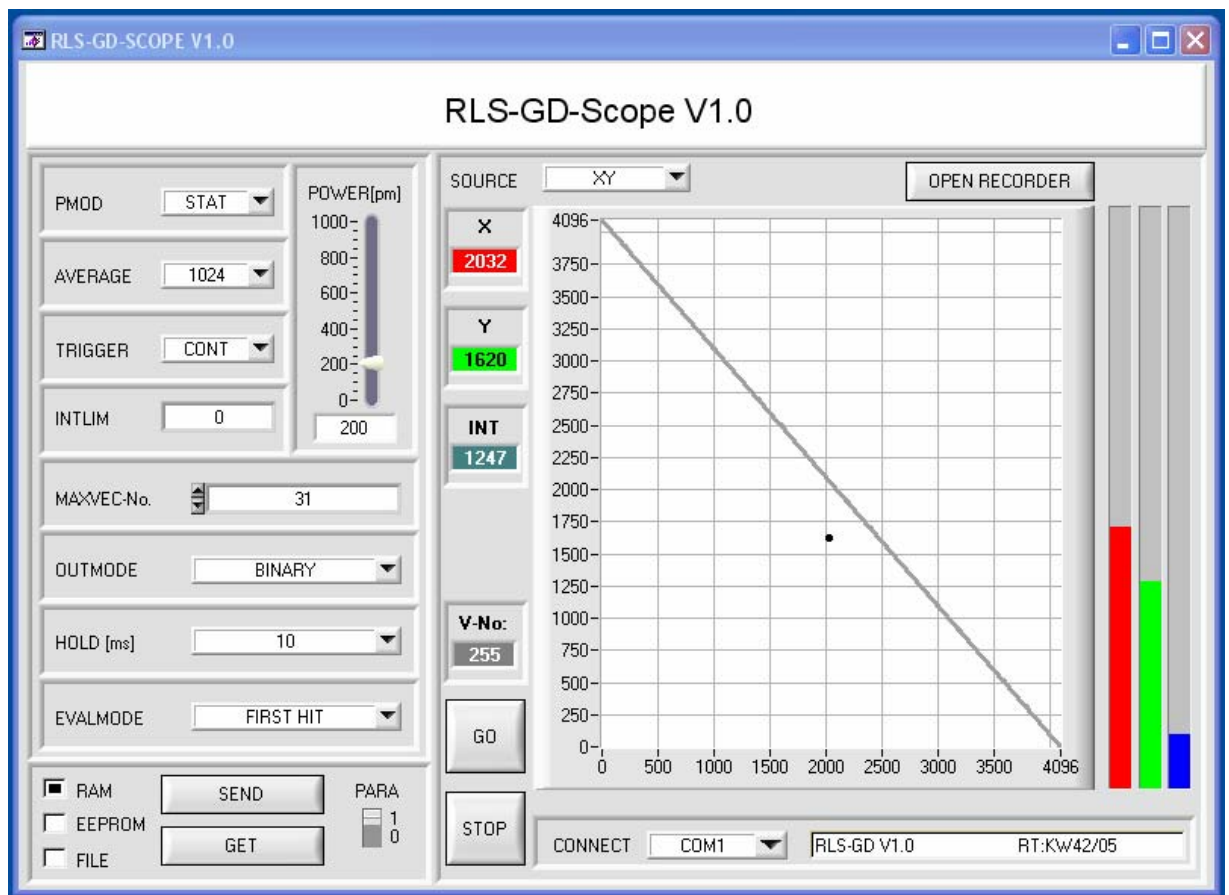 RLS-GD-SCOPE V1.0
RLS-GD-Scope V1.0
PMOD STAT
AVERAGE 1024
TRIGGER CONT
INTLIM 0
POWER[pm]
1000
800
600
400
200
0
200
MAXVEC-No. 31
OUTMODE BINARY
HOLD [ms] 10
EVALMODE FIRST HIT
RAM
EEPROM
FILE
SEND
GET
PARA
1
0
SOURCE XY
OPEN RECORDER
X
2032
Y
1620
INT
1247
V-No:
255
GO
STOP
4096
3750
3500
3250
3000
2750
2500
2250
2000
1750
1500
1250
1000
750
500
250
0
0 500 1000 1500 2000 2500 3000 3500 4096
CONNECT COM1 RLS-GD V1.0 RT:KW42/05